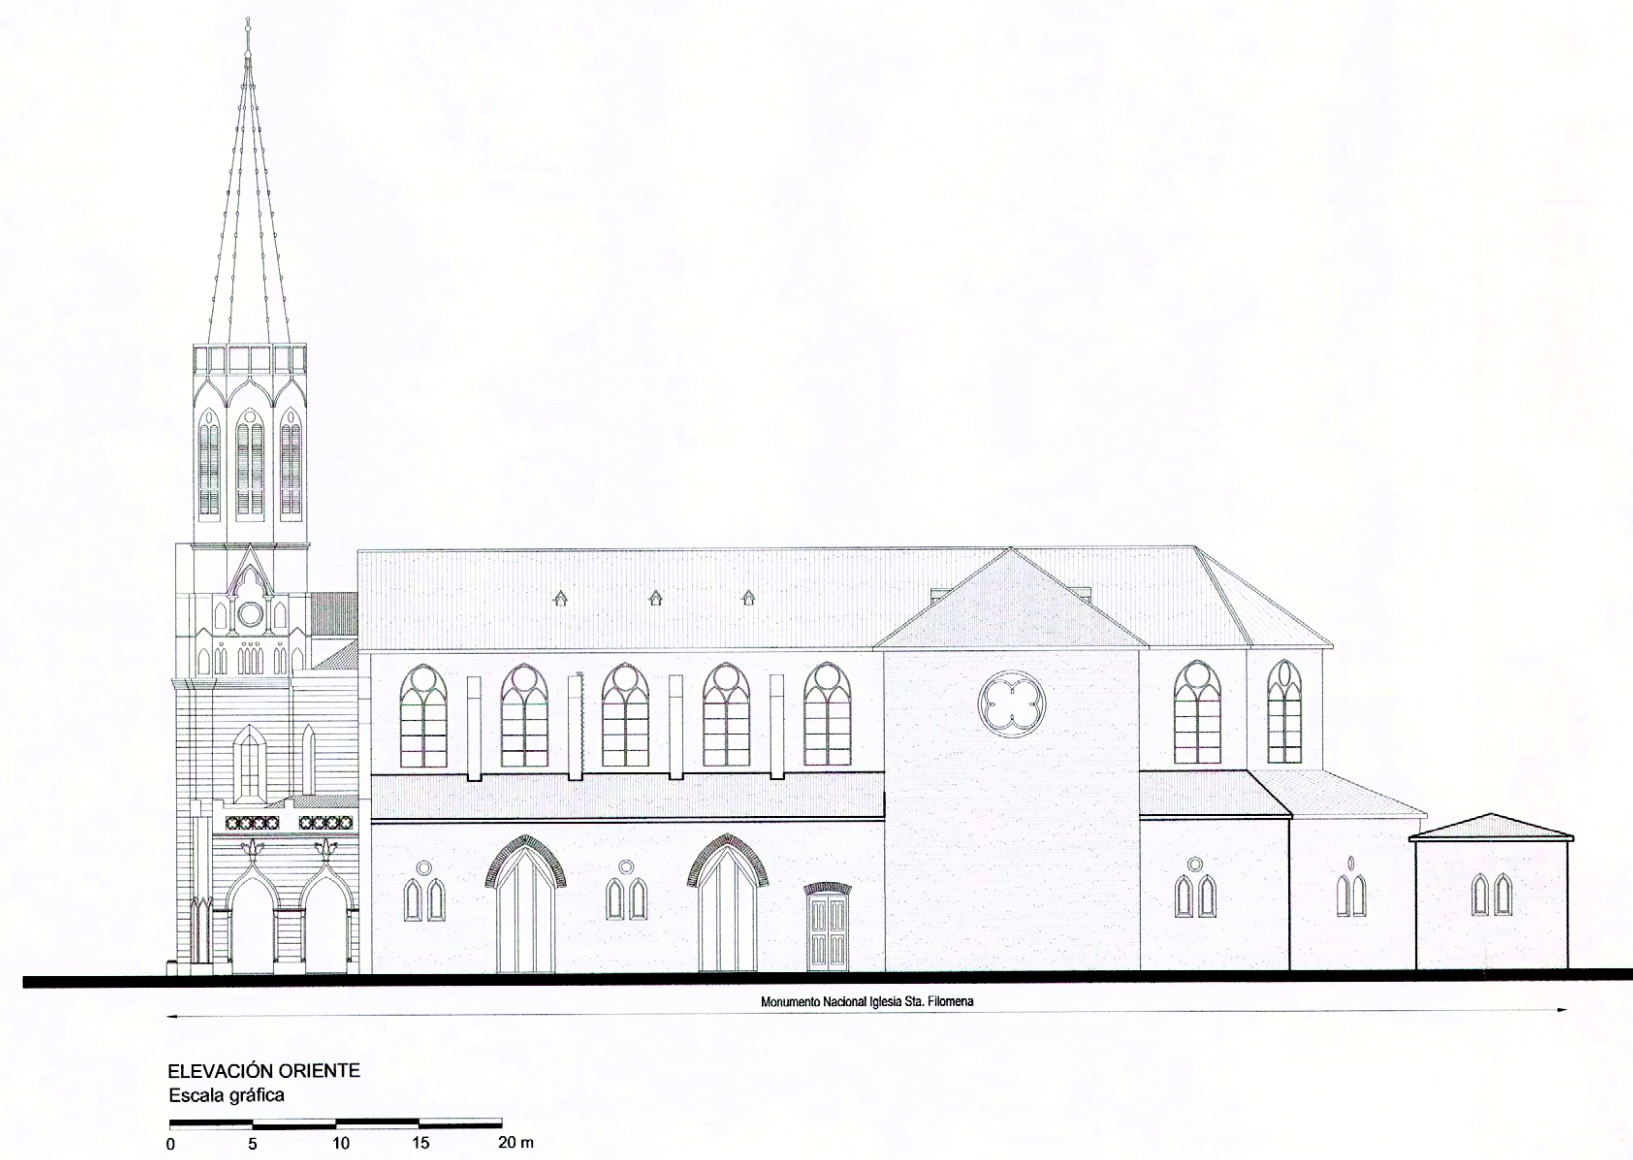 Monumento Nacional Iglesia Sta. Filomena
ELEVACIÓN ORIENTE
Escala gráfica
0 5 10 15 20 m